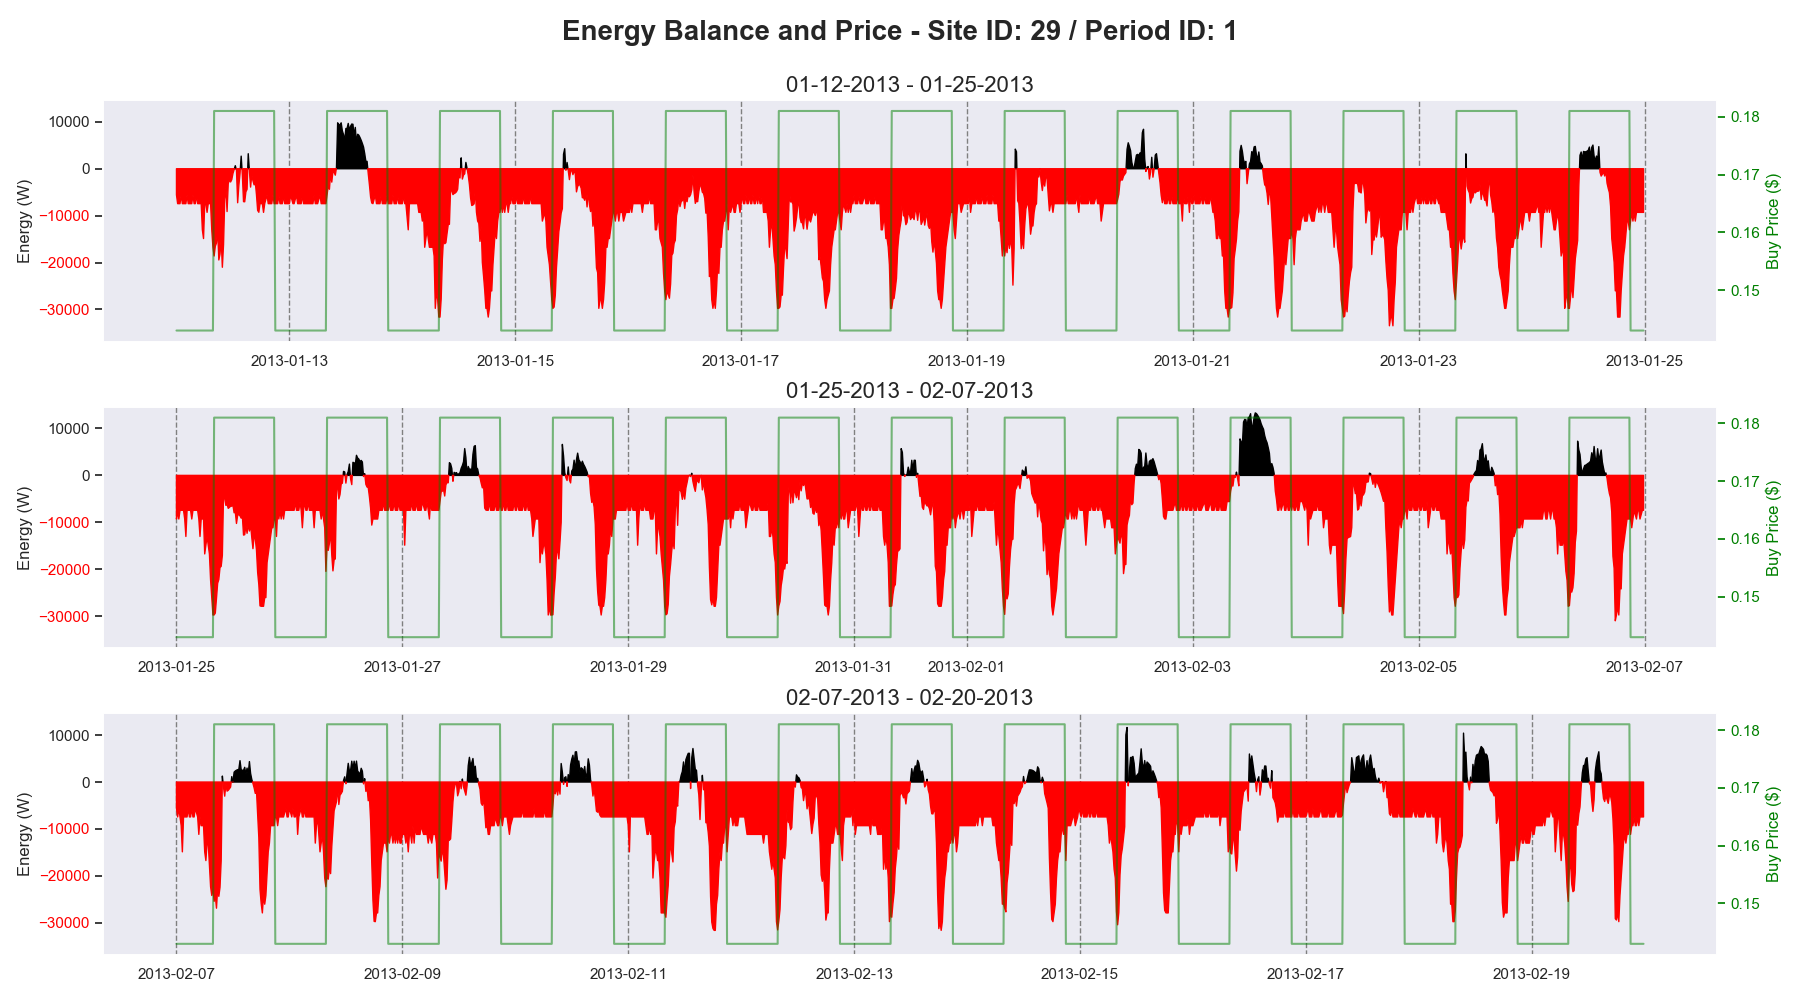 Energy Balance and Price - Site ID: 29 / Period ID: 1
01-12-2013 - 01-25-2013
10000
0
−10000
−20000
−30000
Energy (W)
0.18
0.17
0.16
0.15
Buy Price ($)
2013-01-13 2013-01-15 2013-01-17 2013-01-19 2013-01-21 2013-01-23 2013-01-25
01-25-2013 - 02-07-2013
10000
0
−10000
−20000
−30000
Energy (W)
0.18
0.17
0.16
0.15
Buy Price ($)
2013-01-25 2013-01-27 2013-01-29 2013-01-31 2013-02-01 2013-02-03 2013-02-05 2013-02-07
02-07-2013 - 02-20-2013
10000
0
−10000
−20000
−30000
Energy (W)
0.18
0.17
0.16
0.15
Buy Price ($)
2013-02-07 2013-02-09 2013-02-11 2013-02-13 2013-02-15 2013-02-17 2013-02-19